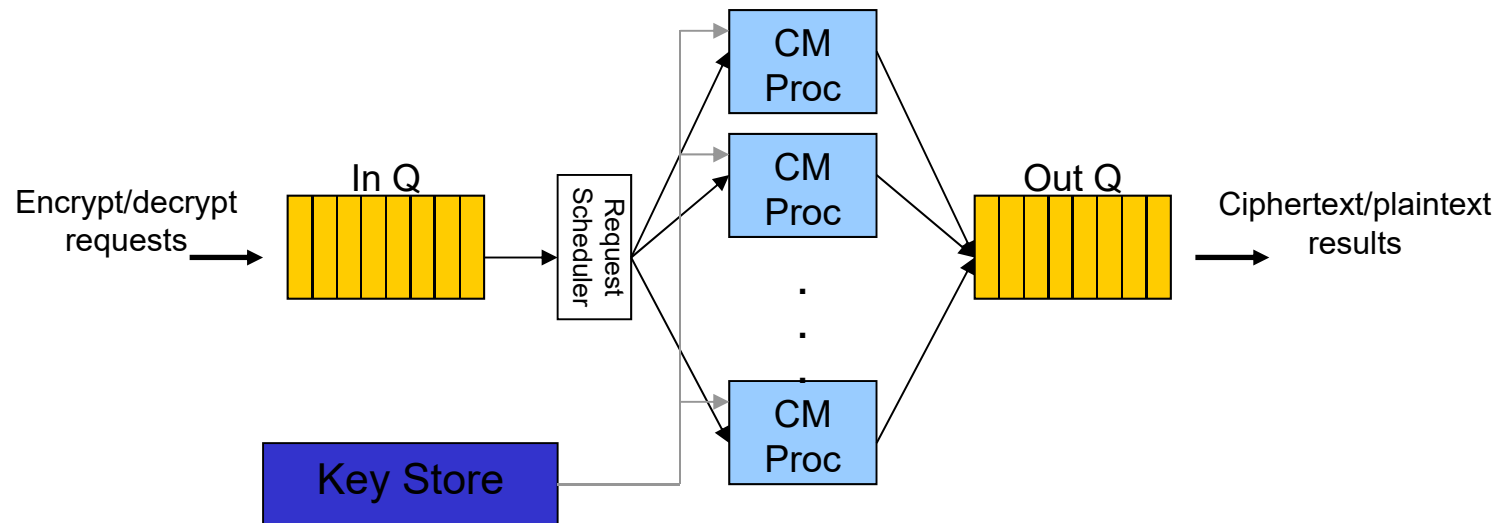 Encrypt/decrypt
requests
In Q
Request
Scheduler
CM
Proc
CM
Proc
.
.
.
CM
Proc
Key Store
Out Q
Ciphertext/plaintext
results